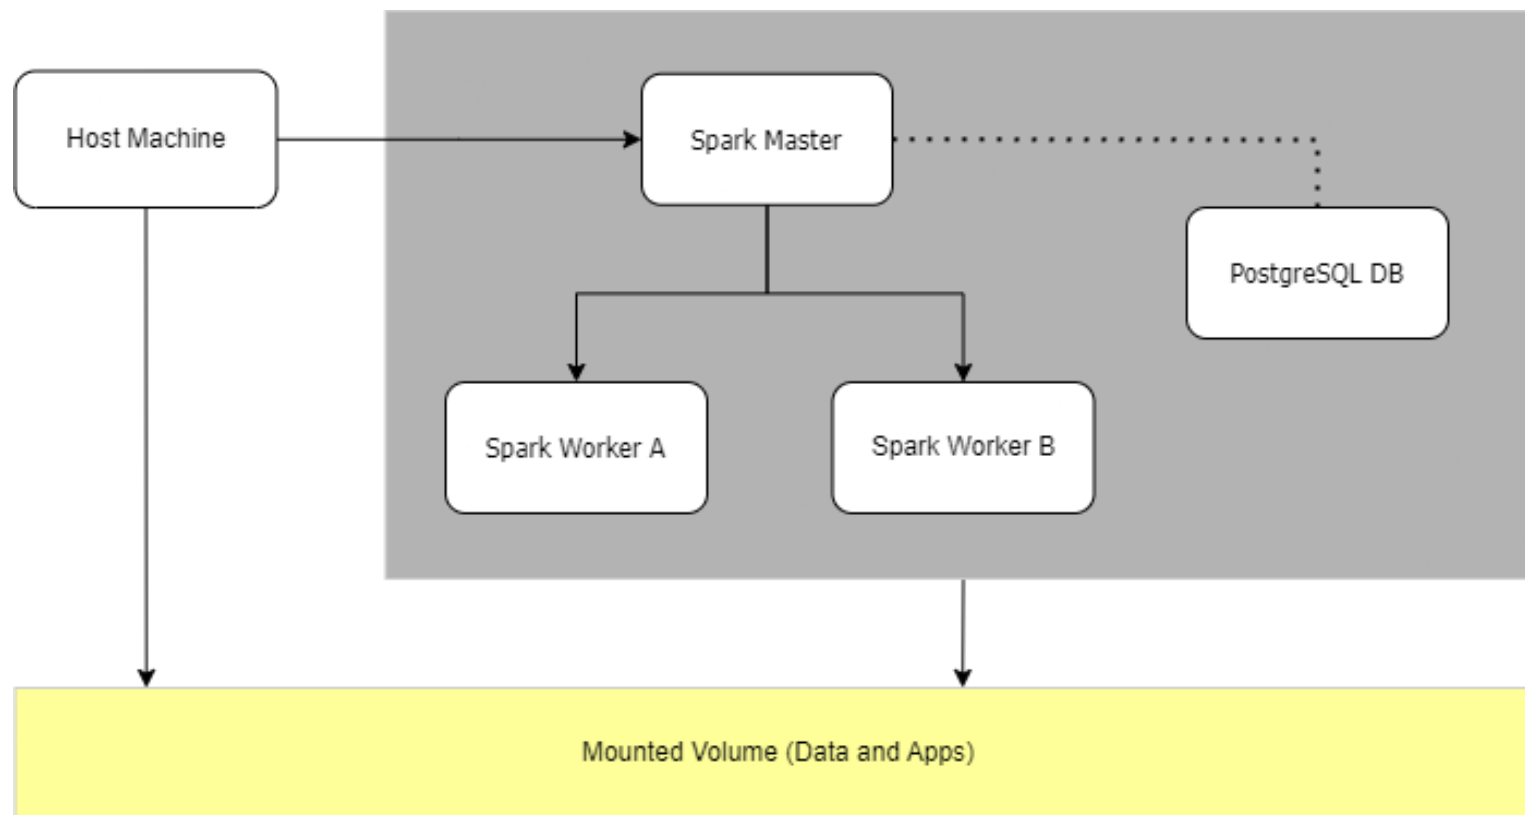 Host Machine
Spark Master
PostgreSQL DB
Spark Worker A
Spark Worker B
Mounted Volume (Data and Apps)